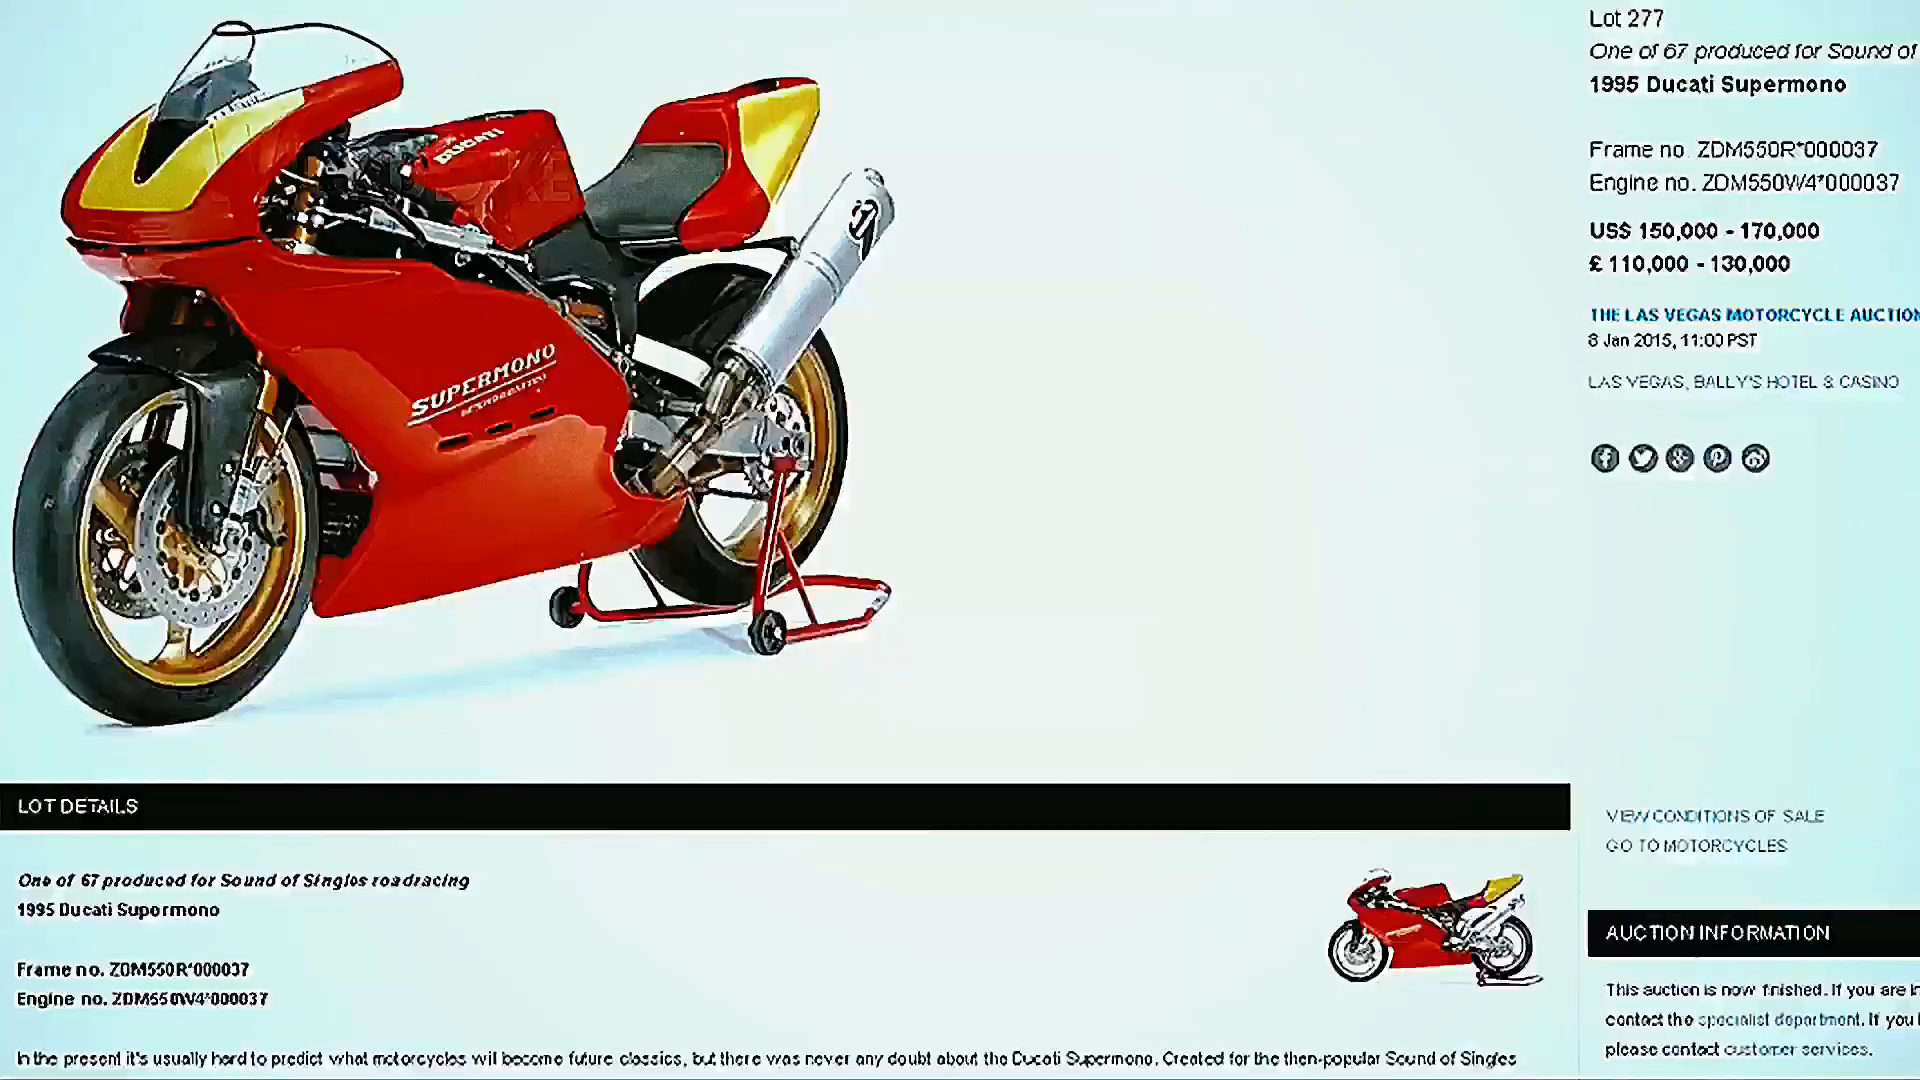 Lot 277
One of 67 produced for Sound of
1995 Ducati Supermono
Frame no. ZDM550R*000037
Engine no. ZDM550W4*000037
US$ 150,000 - 170,000
£ 110,000 - 130,000
THE LAS VEGAS MOTORCYCLE AUCTION
8 Jan 2015, 11:00 PST
LAS VEGAS, BALLY'S HOTEL & CASINO
DUCATI
SUPERMONO
1
LOT DETAILS
One of 67 produced for Sound of Singles roadracing
1995 Ducati Supermono
Frame no. ZDM550R*000037
Engine no. ZDM550W4*000037
In the present it's usually hard to predict what motorcycles will become future classics, but there was never any doubt about the Ducati Supermono. Created for the then-popular Sound of Singles
VIEW CONDITIONS OF SALE
GO TO MOTORCYCLES
AUCTION INFORMATION
This auction is now finished. If you are
contact the specialist department. If you
please contact customer services.